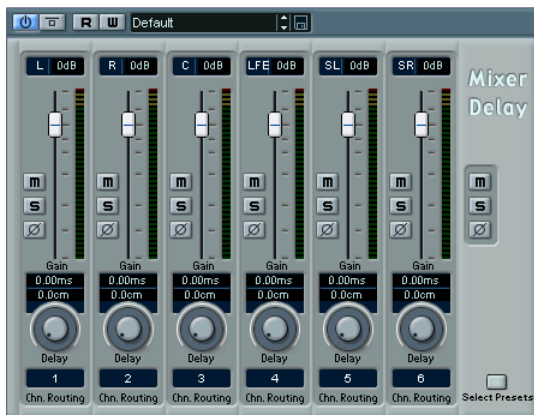 R W Default
L 0dB R 0dB C 0dB LFE 0dB SL 0dB SR 0dB
Mixer
Delay
m m m m m m m
S S S S S S S
Ø Ø Ø Ø Ø Ø Ø
Gain Gain Gain Gain Gain Gain
0.00ms 0.00ms 0.00ms 0.00ms 0.00ms 0.00ms
0.0cm 0.0cm 0.0cm 0.0cm 0.0cm 0.0cm
Delay Delay Delay Delay Delay Delay
1 2 3 4 5 6
Chn. Routing Chn. Routing Chn. Routing Chn. Routing Chn. Routing Chn. Routing Select Presets